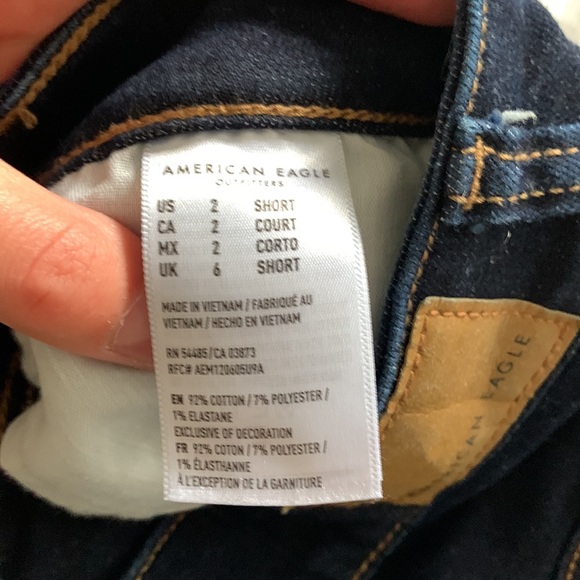 AMERICAN EAGLE
OUTFITTERS
US 2 SHORT
CA 2 COURT
MX 2 CORTO
UK 6 SHORT
MADE IN VIETNAM / FABRIQUÉ AU
VIETNAM / HECHO EN VIETNAM
RN 54485/CA 03873
RFC# AEM120605U9A
EN 92% COTTON / 7% POLYESTER /
1% ELASTANE
EXCLUSIVE OF DECORATION
FR 92% COTON / 7% POLYESTER /
1% ÉLASTHANNE
À L'EXCEPTION DE LA GARNITURE
AMERICAN EAGLE